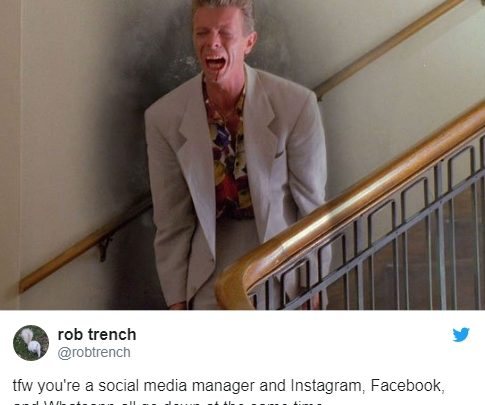 rob trench
@robtrench
tfw you're a social media manager and Instagram, Facebook,
and Whatsapp all go down at the same time